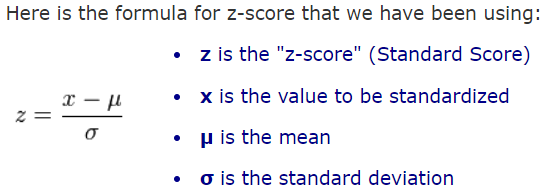 Here is the formula for z-score that we have been using:
• z is the "z-score" (Standard Score)
• x is the value to be standardized
z = (x − μ) / σ
• μ is the mean
• σ is the standard deviation